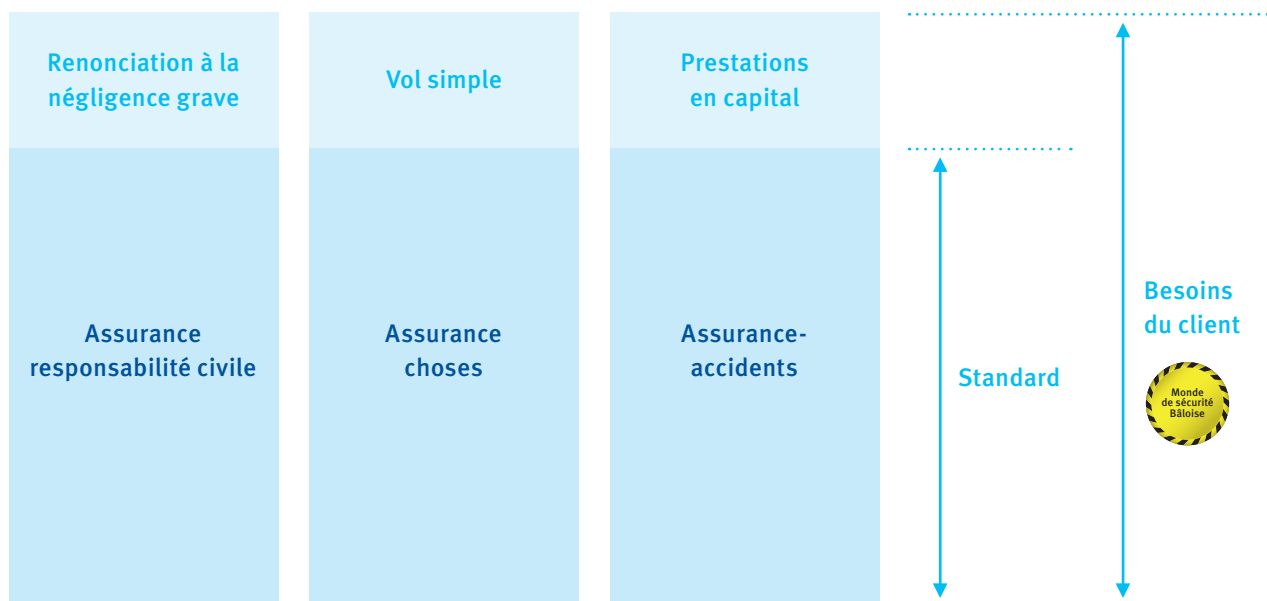 Renonciation à la
négligence grave
Vol simple
Prestations
en capital
Assurance
responsabilité civile
Assurance
choses
Assurance-
accidents
Standard
Besoins
du client
Monde
de sécurité
Bâloise